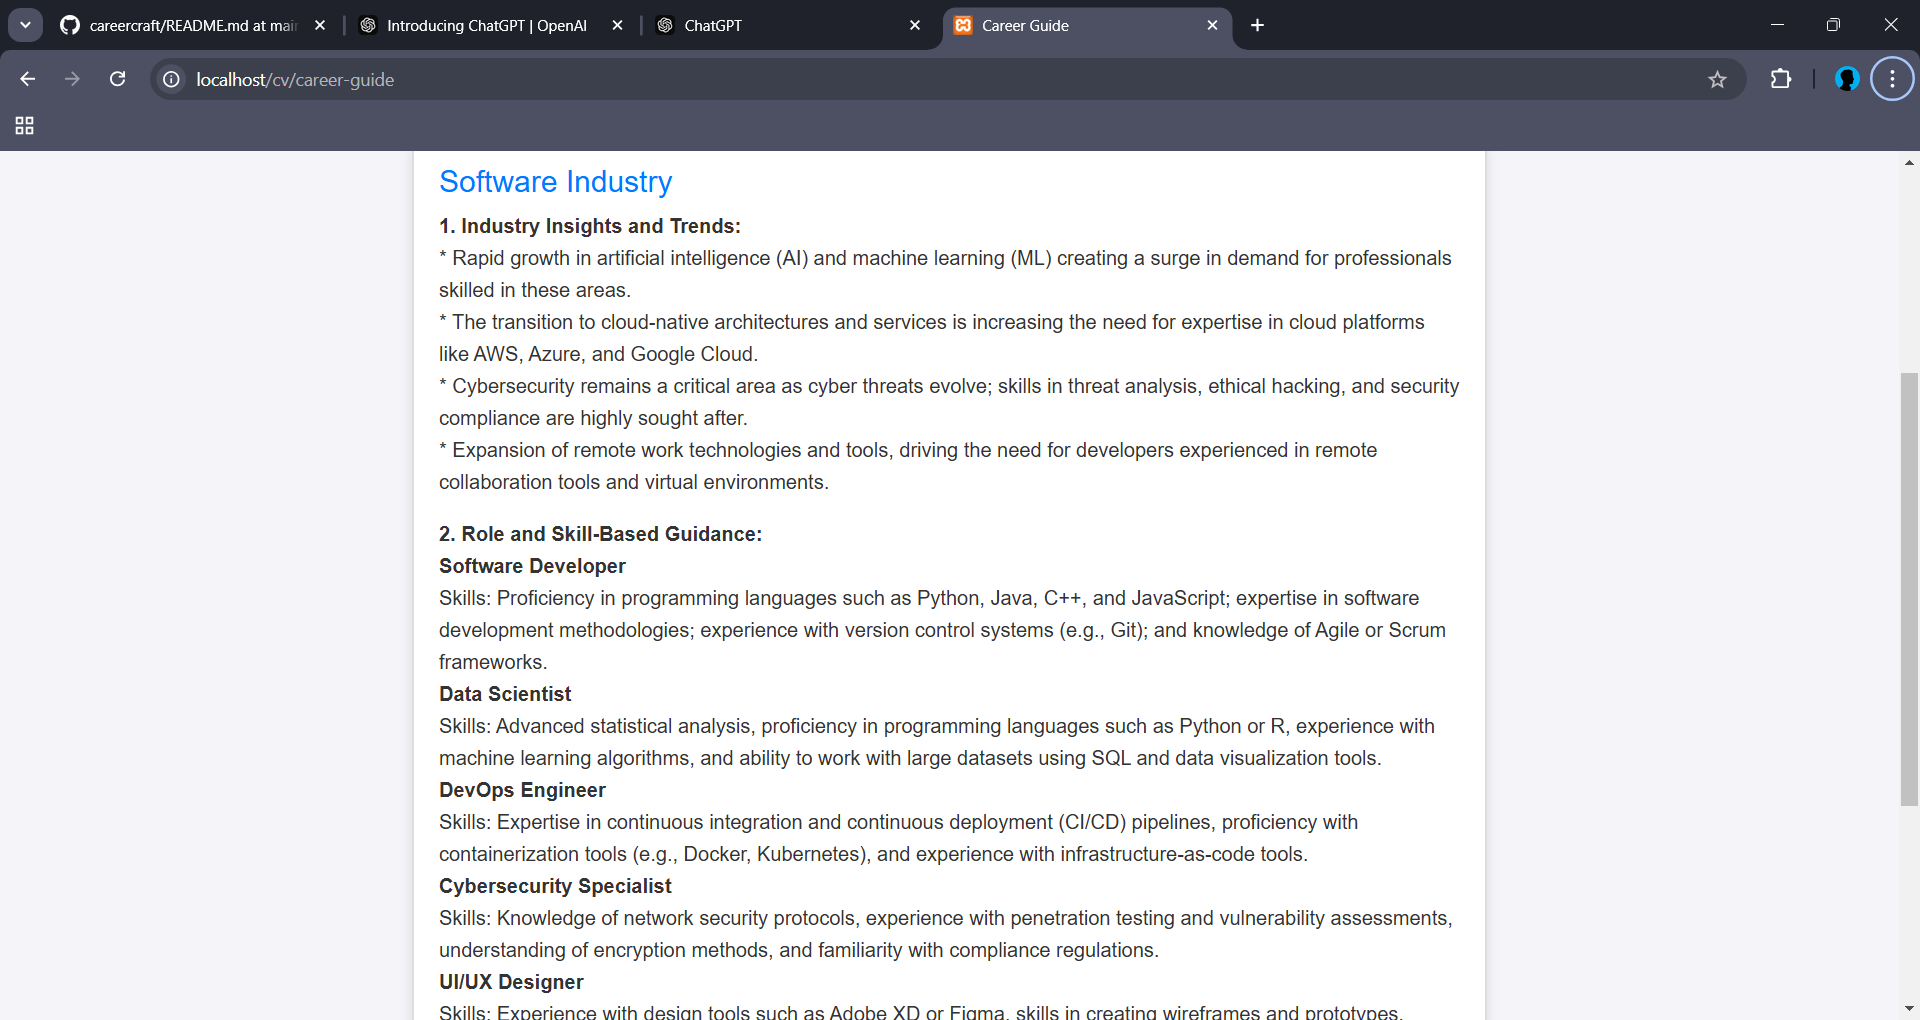 careercraft/README.md at mai
Introducing ChatGPT | OpenAI
ChatGPT
Career Guide
localhost/cv/career-guide
Software Industry
1. Industry Insights and Trends:
* Rapid growth in artificial intelligence (AI) and machine learning (ML) creating a surge in demand for professionals
skilled in these areas.
* The transition to cloud-native architectures and services is increasing the need for expertise in cloud platforms
like AWS, Azure, and Google Cloud.
* Cybersecurity remains a critical area as cyber threats evolve; skills in threat analysis, ethical hacking, and security
compliance are highly sought after.
* Expansion of remote work technologies and tools, driving the need for developers experienced in remote
collaboration tools and virtual environments.
2. Role and Skill-Based Guidance:
Software Developer
Skills: Proficiency in programming languages such as Python, Java, C++, and JavaScript; expertise in software
development methodologies; experience with version control systems (e.g., Git); and knowledge of Agile or Scrum
frameworks.
Data Scientist
Skills: Advanced statistical analysis, proficiency in programming languages such as Python or R, experience with
machine learning algorithms, and ability to work with large datasets using SQL and data visualization tools.
DevOps Engineer
Skills: Expertise in continuous integration and continuous deployment (CI/CD) pipelines, proficiency with
containerization tools (e.g., Docker, Kubernetes), and experience with infrastructure-as-code tools.
Cybersecurity Specialist
Skills: Knowledge of network security protocols, experience with penetration testing and vulnerability assessments,
understanding of encryption methods, and familiarity with compliance regulations.
UI/UX Designer
Skills: Experience with design tools such as Adobe XD or Figma, skills in creating wireframes and prototypes,